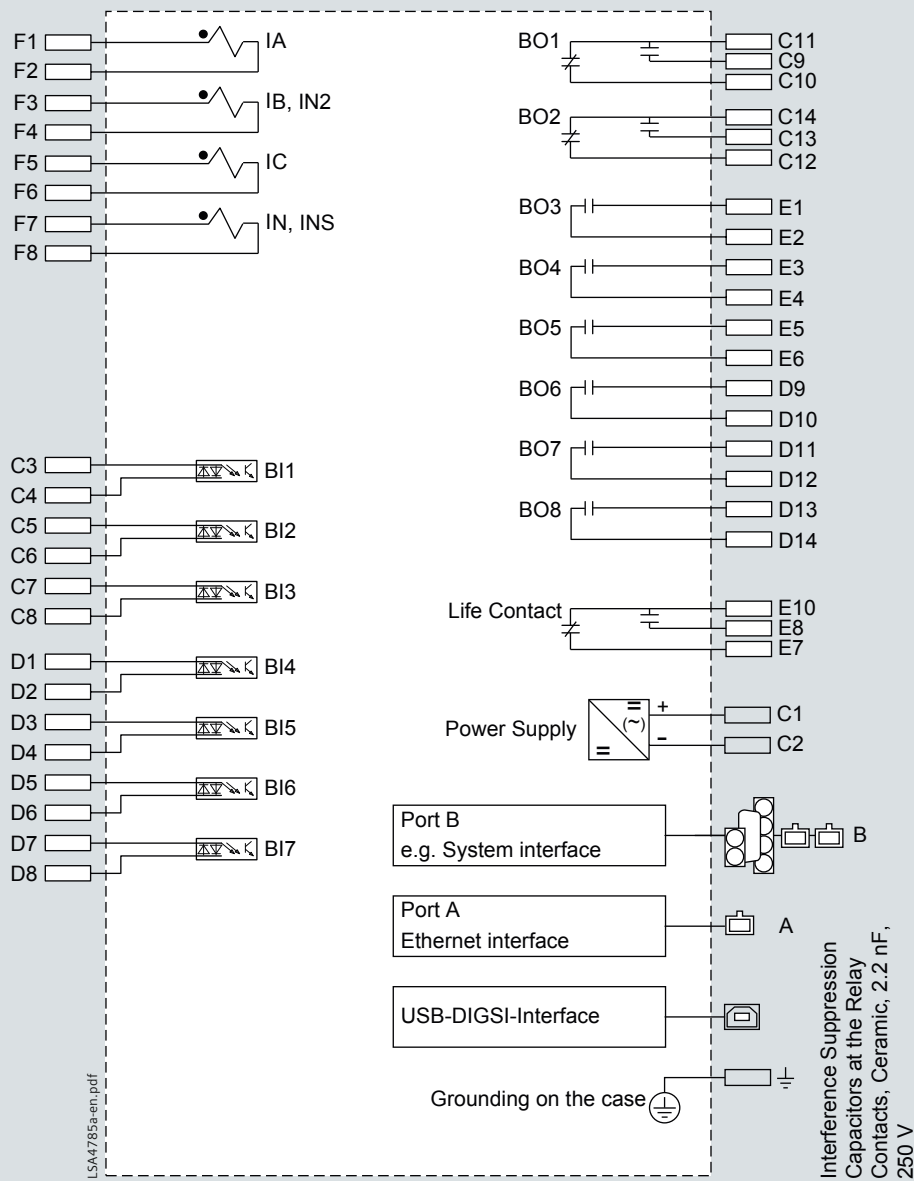 F1
IA
F2
F3
IB, IN2
F4
F5
IC
F6
F7
IN, INS
F8
C3
BI1
C4
C5
BI2
C6
C7
BI3
C8
D1
BI4
D2
D3
BI5
D4
D5
BI6
D6
D7
BI7
D8
BO1
C11
C9
C10
BO2
C14
C13
C12
BO3
E1
E2
BO4
E3
E4
BO5
E5
E6
BO6
D9
D10
BO7
D11
D12
BO8
D13
D14
Life Contact
E10
E8
E7
Power Supply
=
(~)
=
+
-
C1
C2
Port B
e.g. System interface
B
Port A
Ethernet interface
A
USB-DIGSI-Interface
Grounding on the case
Interference Suppression
Capacitors at the Relay
Contacts, Ceramic, 2.2 nF,
250 V
LSA4785a-en.pdf